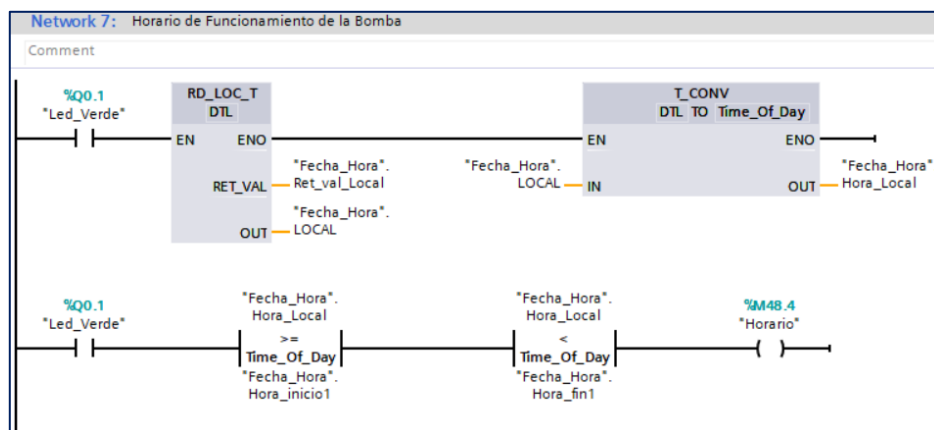 Network 7: Horario de Funcionamiento de la Bomba
Comment
%Q0.1
"Led_Verde"
RD_LOC_T
DTL
EN ENO
RET_VAL
"Fecha_Hora".
Ret_val_Local
OUT
"Fecha_Hora".
LOCAL
T_CONV
DTL TO Time_Of_Day
EN ENO
"Fecha_Hora".
LOCAL
IN
OUT
"Fecha_Hora"
Hora_Local
%Q0.1
"Led_Verde"
"Fecha_Hora".
Hora_Local
>=
Time_Of_Day
"Fecha_Hora".
Hora_inicio1
"Fecha_Hora".
Hora_Local
<
Time_Of_Day
"Fecha_Hora".
Hora_fin1
%M48.4
"Horario"